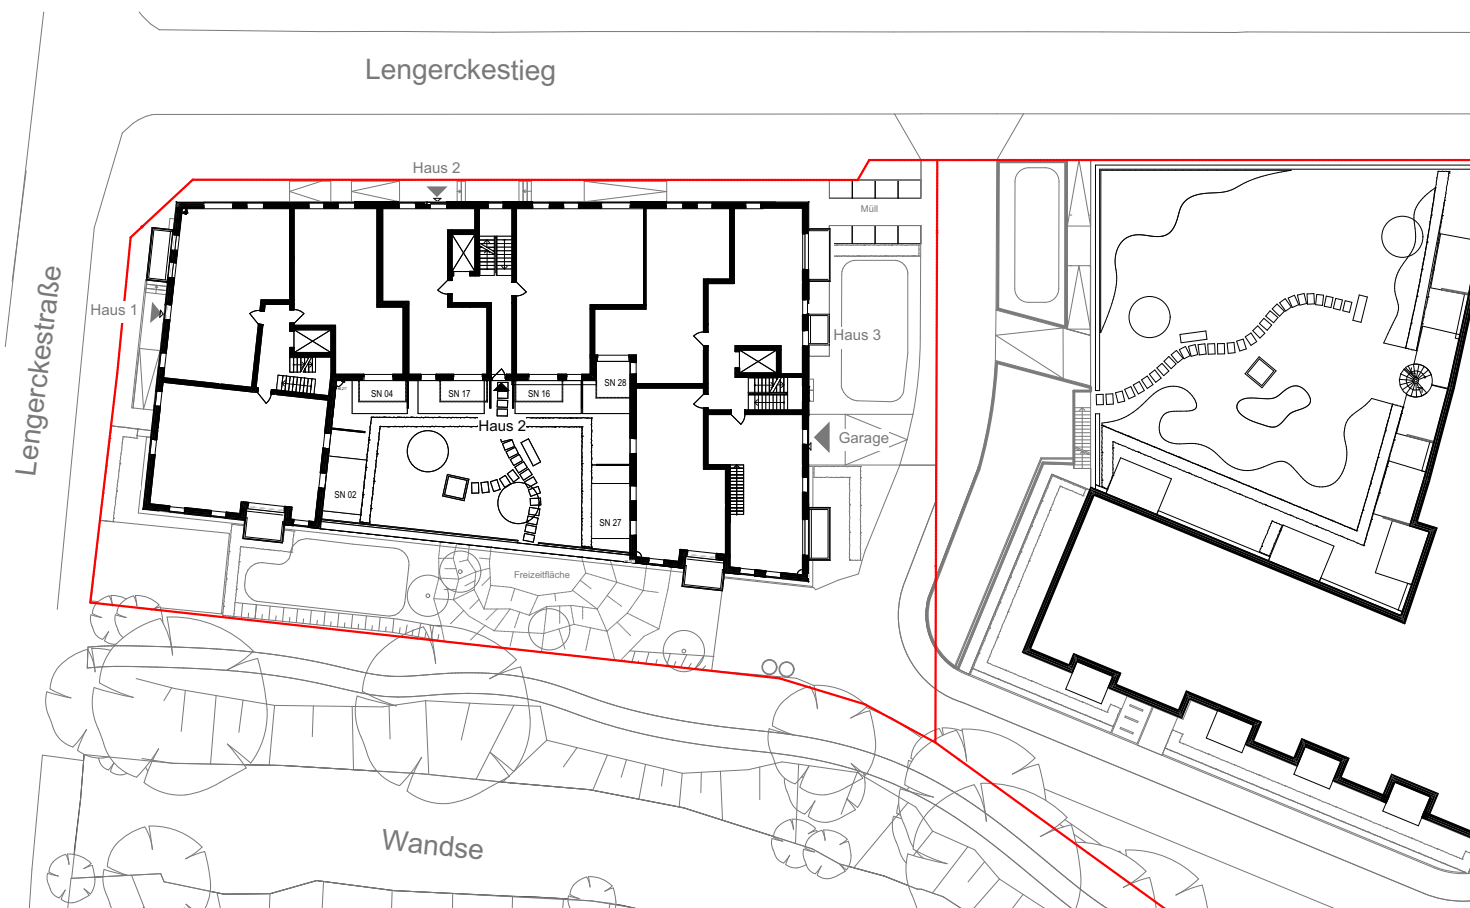 Lengerckestieg
Haus 2
Müll
Lengerckestraße
Haus 1
Haus 3
SN 04
SN 17
SN 16
SN 28
Haus 2
Garage
SN 02
SN 27
Freizeitfläche
Wandse